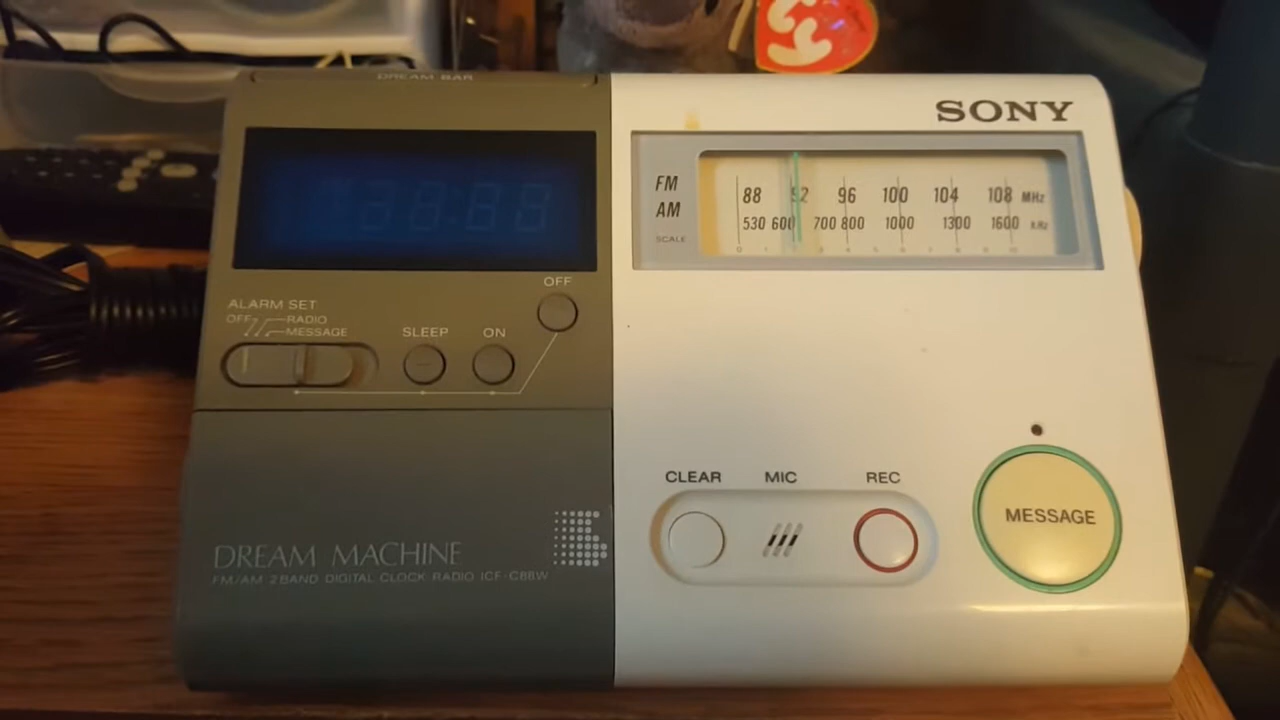 DREAM BAR
SONY
FM 88 92 96 100 104 108 MHz
AM 530 600 700 800 1000 1300 1600 KHz
SCALE 0
OFF
ALARM SET
OFF RADIO
MESSAGE
SLEEP ON
CLEAR MIC REC
MESSAGE
DREAM MACHINE
FM/AM 2BAND DIGITAL CLOCK RADIO ICF-C88W